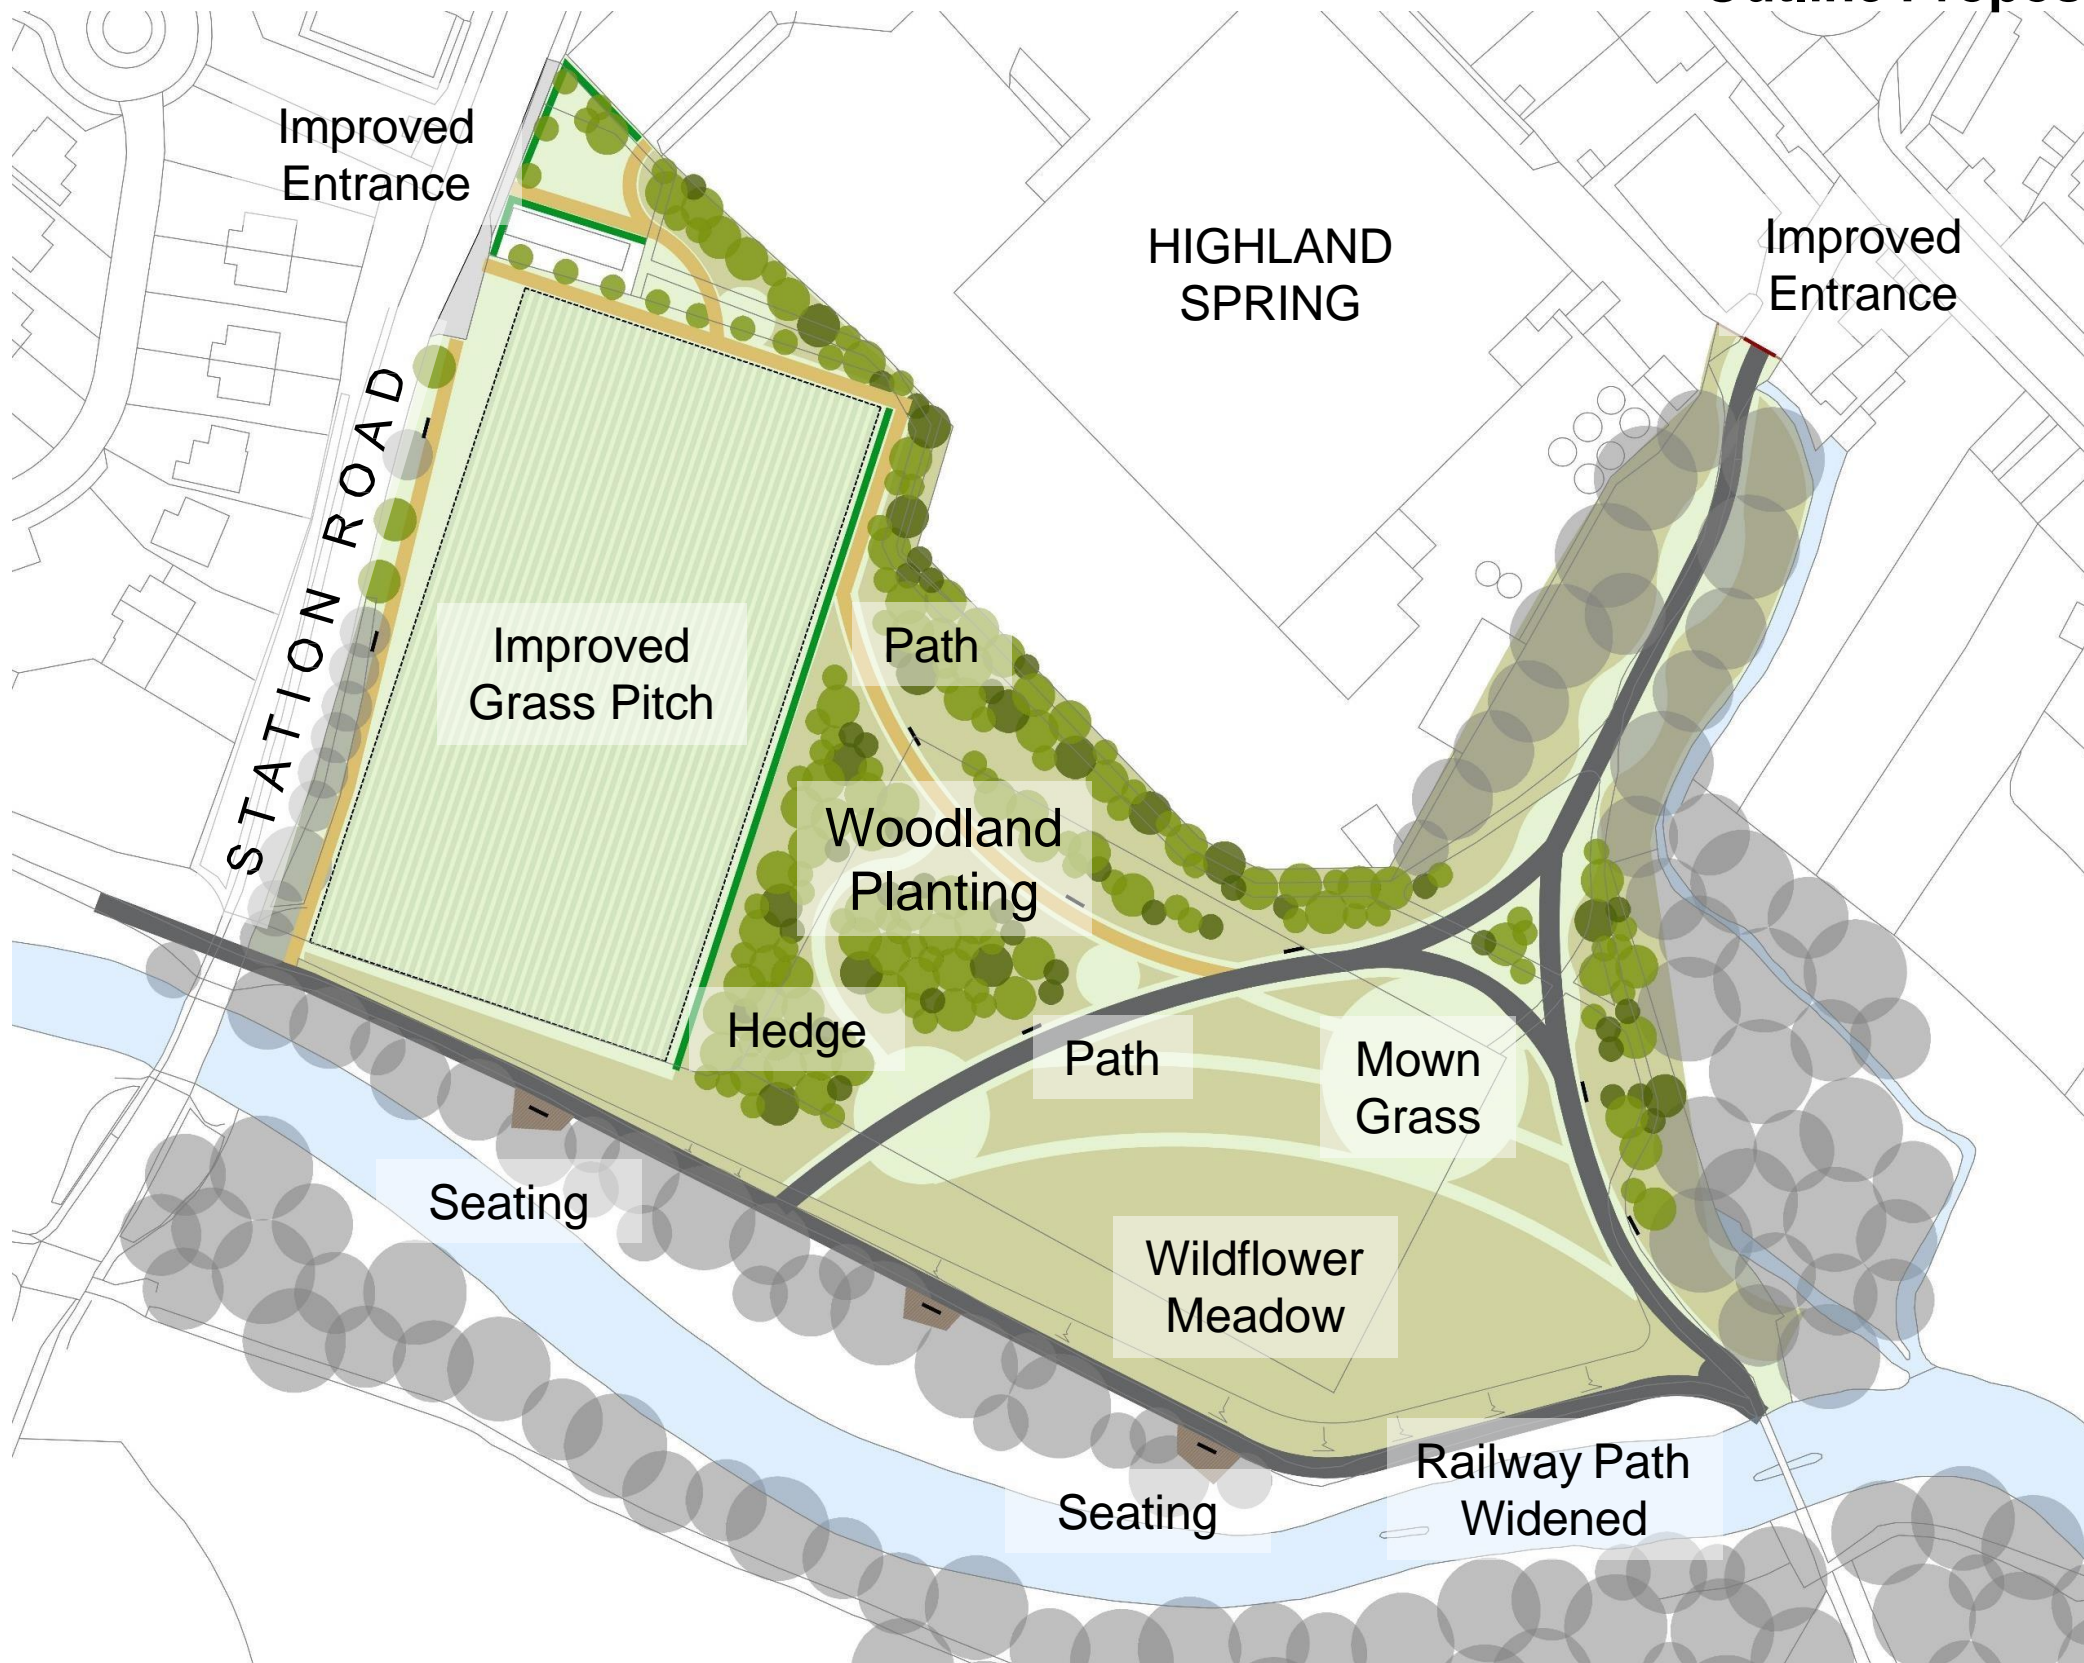 Improved
Entrance
HIGHLAND
SPRING
Improved
Entrance
STATION ROAD
Improved
Grass Pitch
Path
Woodland
Planting
Hedge
Path
Mown
Grass
Seating
Wildflower
Meadow
Railway Path
Widened
Seating